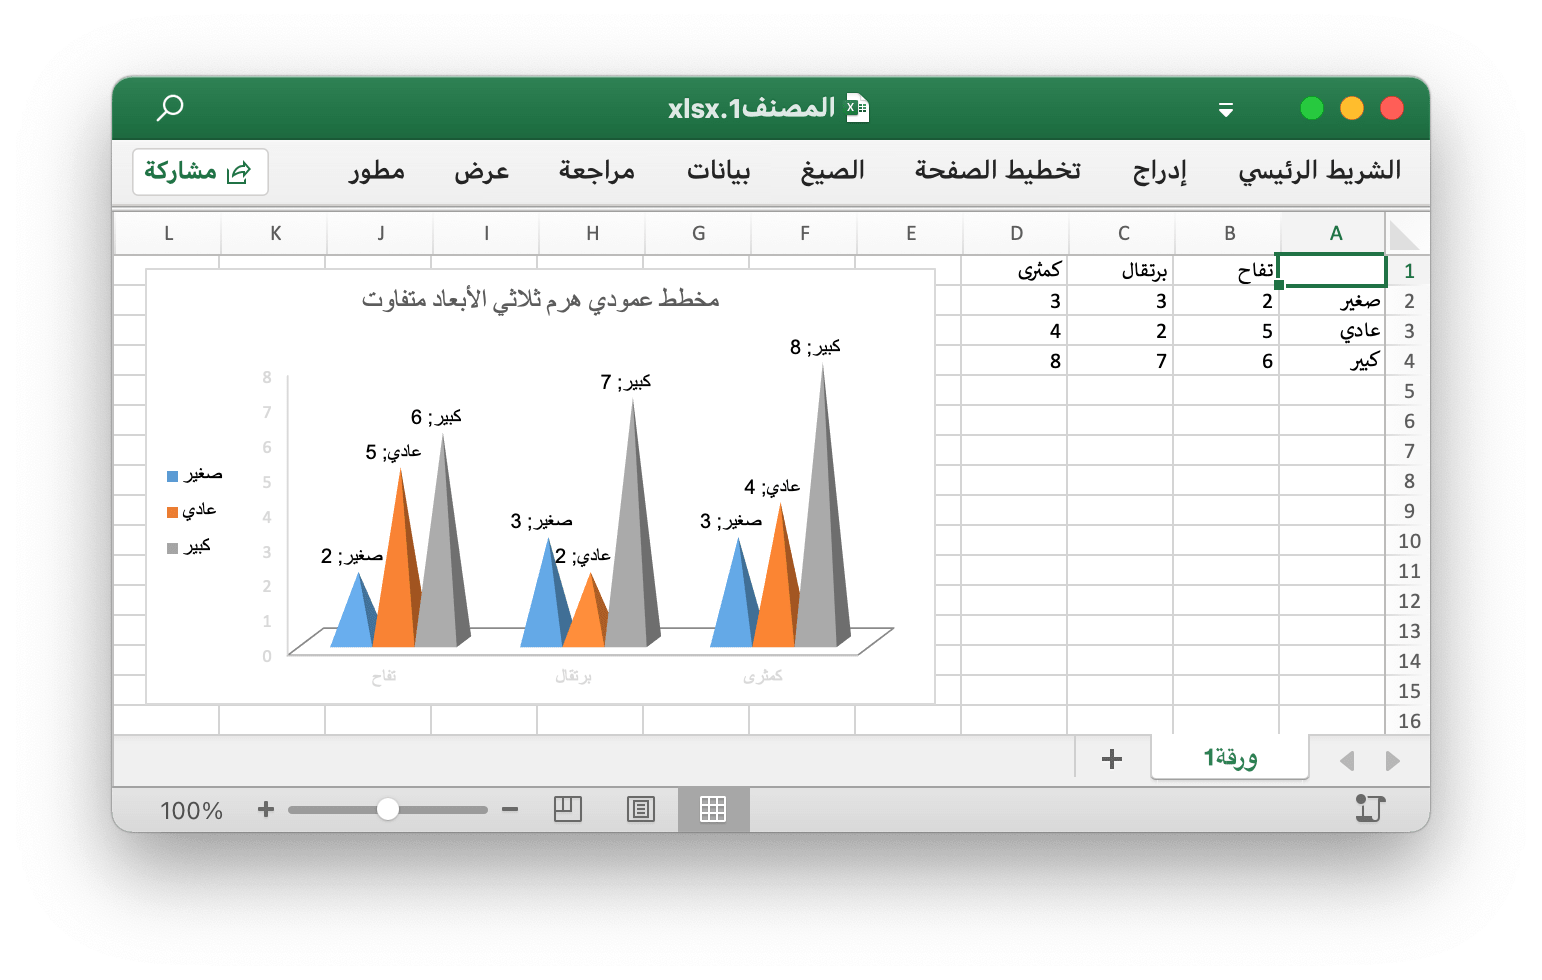 المصنف1.xlsx
الشريط الرئيسي إدراج تخطيط الصفحة الصيغ بيانات مراجعة عرض مطور مشاركة
A B C D E F G H I J K L
1 تفاح برتقال كمثرى
2 صغير 2 3 3
3 عادي 5 2 4
4 كبير 6 7 8
5
6
7
8
9
10
11
12
13
14
15
16
مخطط عمودي هرم ثلاثي الأبعاد متفاوت
8
7
6
5
4
3
2
1
0
صغير; 2
عادي; 5
كبير; 6
صغير; 3
عادي; 2
كبير; 7
صغير; 3
عادي; 4
كبير; 8
تفاح
برتقال
كمثرى
صغير
عادي
كبير
ورقة1
100%